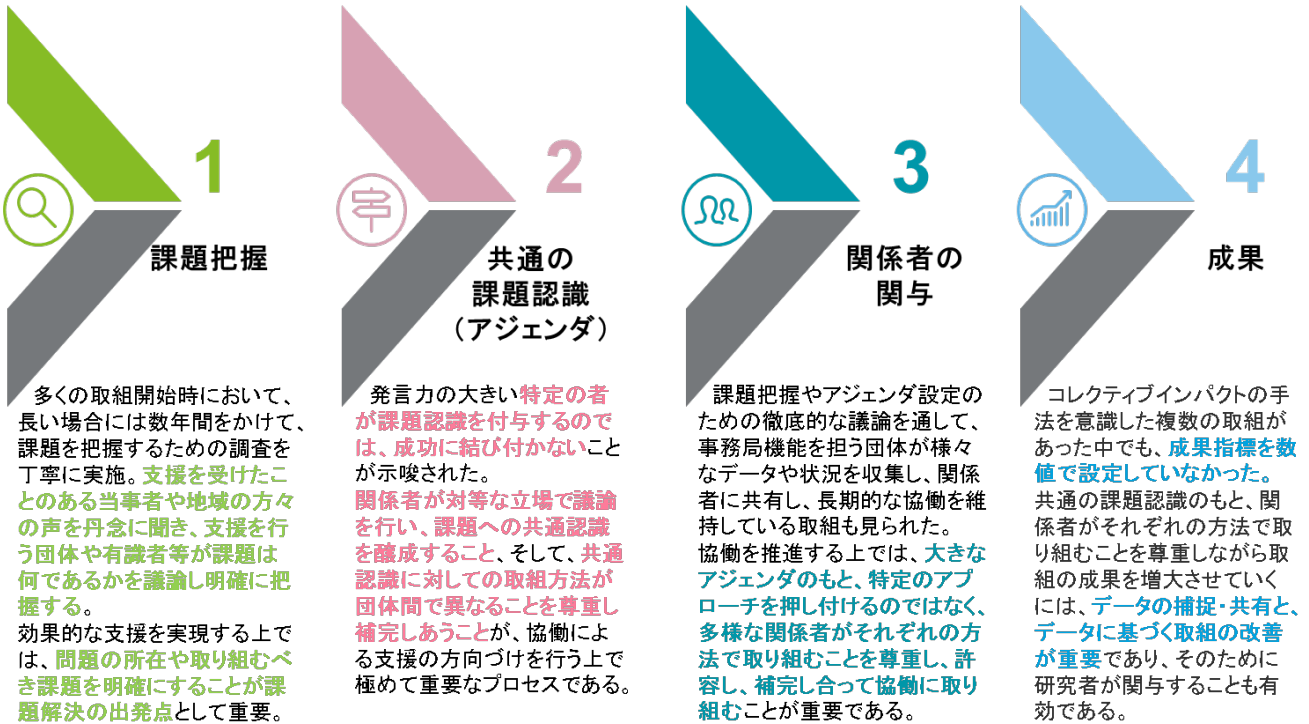 1
課題把握
多くの取組開始時において、
長い場合には数年間をかけて、
課題を把握するための調査を
丁寧に実施。支援を受けたこ
とのある当事者や地域の方々
の声を丹念に聞き、支援を行
う団体や有識者等が課題は
何であるかを議論し明確に把
握する。
効果的な支援を実現する上で
は、問題の所在や取り組むべ
き課題を明確にすることが課
題解決の出発点として重要。
2
共通の
課題認識
（アジェンダ）
発言力の大きい特定の者
が課題認識を付与するので
は、成功に結び付かないこと
が示唆された。
関係者が対等な立場で議論
を行い、課題への共通認識
を醸成すること、そして、共通
認識に対しての取組方法が
団体間で異なることを尊重し
補完しあうことが、協働によ
る支援の方向づけを行う上で
極めて重要なプロセスである。
3
関係者の
関与
課題把握やアジェンダ設定の
ための徹底的な議論を通して、
事務局機能を担う団体が様々
なデータや状況を収集し、関係
者に共有し、長期的な協働を維
持している取組も見られた。
協働を推進する上では、大きな
アジェンダのもと、特定のアプ
ローチを押し付けるのではなく、
多様な関係者がそれぞれの方
法で取り組むことを尊重し、許
容し、補完し合って協働に取り
組むことが重要である。
4
成果
コレクティブインパクトの手
法を意識した複数の取組が
あった中でも、成果指標を数
値で設定していなかった。
共通の課題認識のもと、関
係者がそれぞれの方法で取
り組むことを尊重しながら取
組の成果を増大させていく
には、データの捕捉・共有と、
データに基づく取組の改善
が重要であり、そのために
研究者が関与することも有
効である。